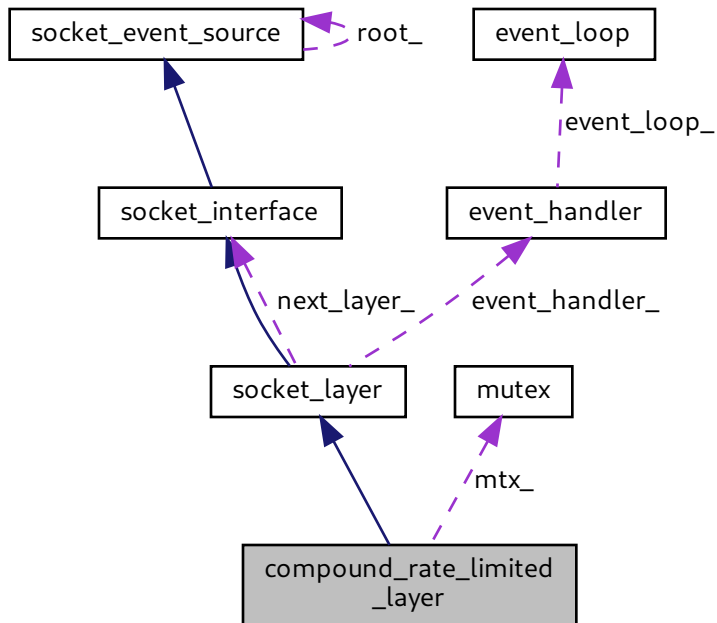 socket_event_source
root_
event_loop
event_loop_
socket_interface
event_handler
next_layer_
event_handler_
socket_layer
mutex
mtx_
compound_rate_limited
_layer